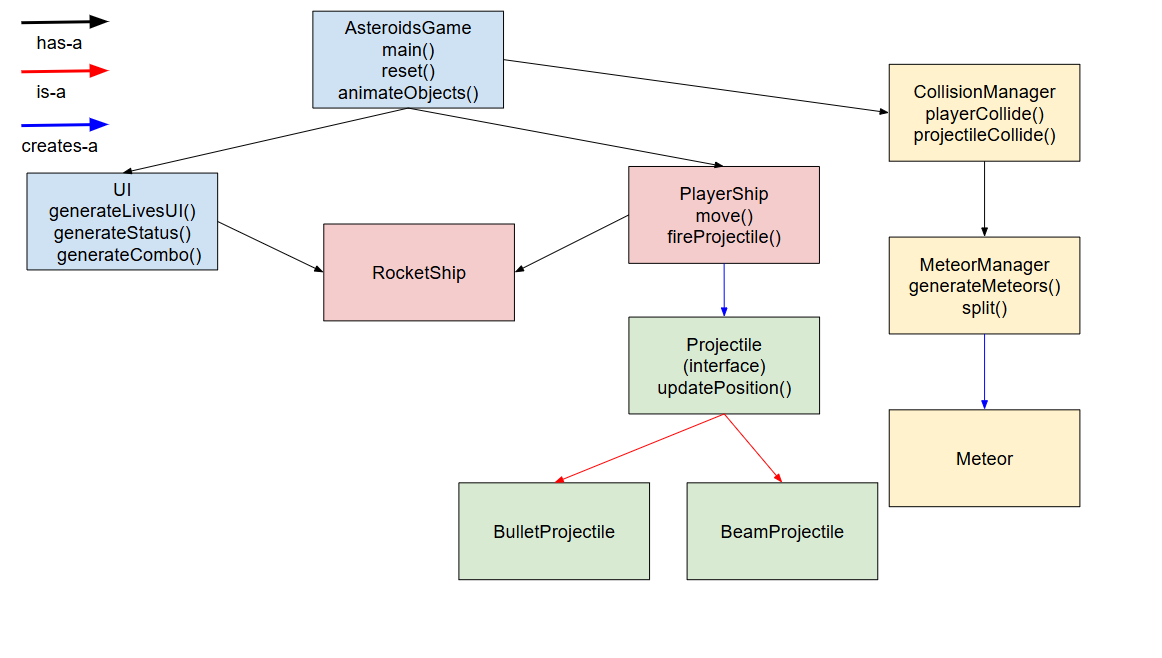 has-a
is-a
creates-a
AsteroidsGame
main()
reset()
animateObjects()
CollisionManager
playerCollide()
projectileCollide()
UI
generateLivesUI()
generateStatus()
generateCombo()
RocketShip
PlayerShip
move()
fireProjectile()
MeteorManager
generateMeteors()
split()
Projectile
(interface)
updatePosition()
Meteor
BulletProjectile
BeamProjectile